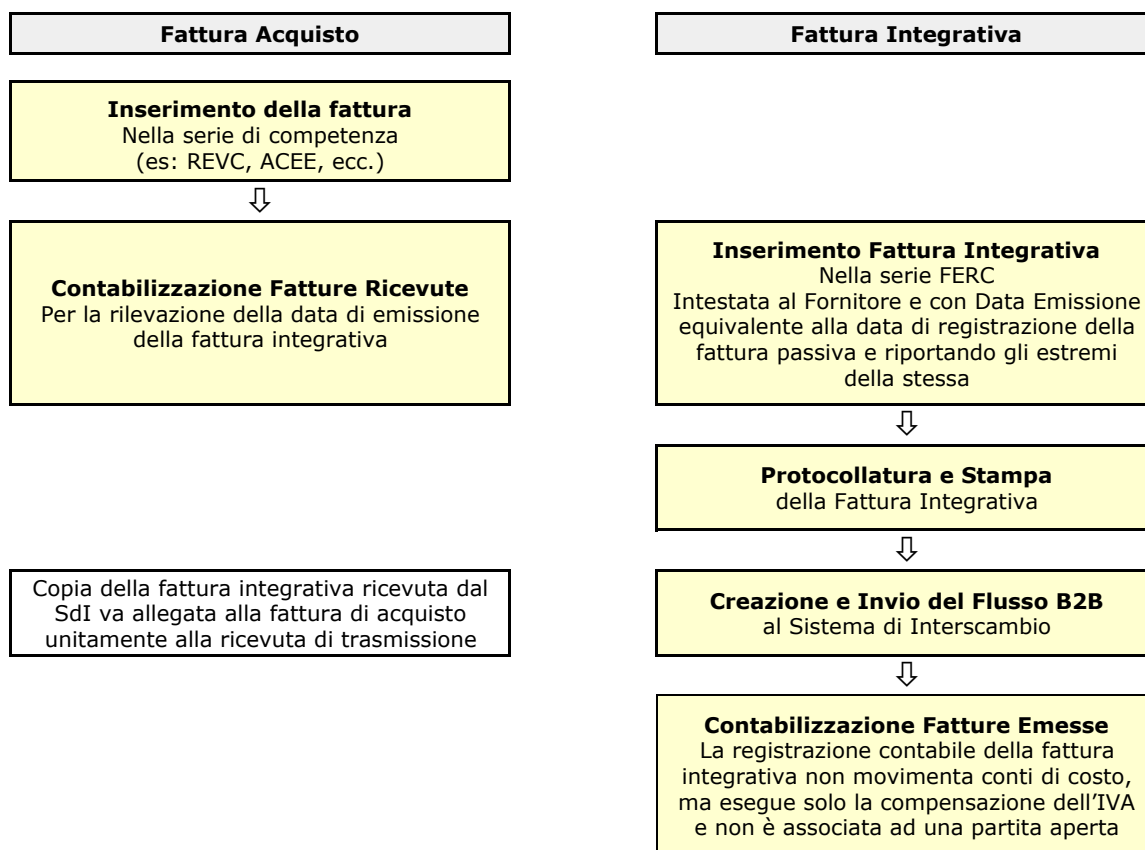 Fattura Acquisto
Inserimento della fattura
Nella serie di competenza
(es: REVC, ACEE, ecc.)
Contabilizzazione Fatture Ricevute
Per la rilevazione della data di emissione
della fattura integrativa
Copia della fattura integrativa ricevuta dal
SdI va allegata alla fattura di acquisto
unitamente alla ricevuta di trasmissione
Fattura Integrativa
Inserimento Fattura Integrativa
Nella serie FERC
Intestata al Fornitore e con Data Emissione
equivalente alla data di registrazione della
fattura passiva e riportando gli estremi
della stessa
Protocollatura e Stampa
della Fattura Integrativa
Creazione e Invio del Flusso B2B
al Sistema di Interscambio
Contabilizzazione Fatture Emesse
La registrazione contabile della fattura
integrativa non movimenta conti di costo,
ma esegue solo la compensazione dell’IVA
e non è associata ad una partita aperta